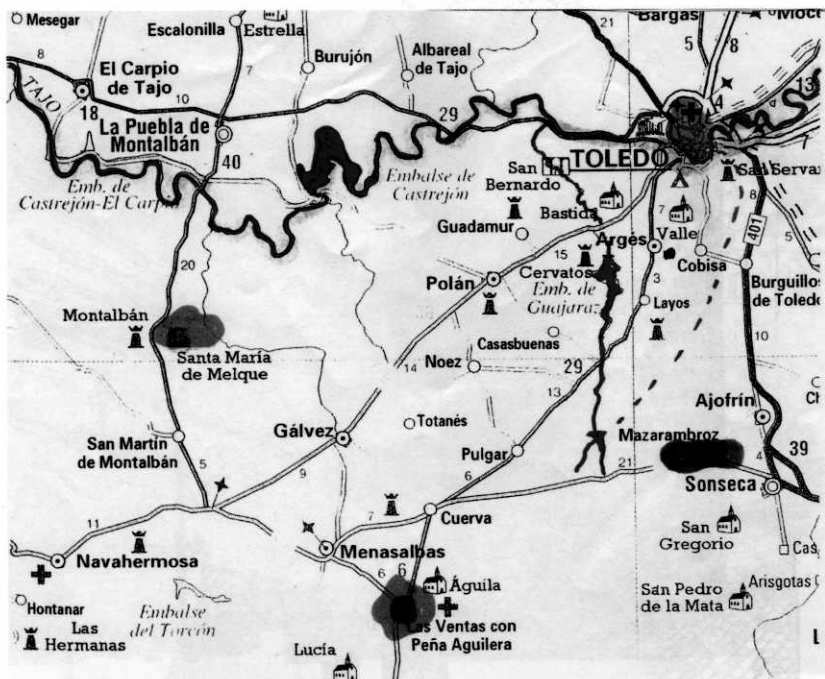 Mesegar
Escalonilla
Estrella
Bargas
21
5
8
8
7
Burujón
Albareal
de Tajo
El Carpio
de Tajo
TAJO
10
18
29
4
13
La Puebla de
Montalbán
40
TOLEDO
7
San
Bernardo
Emb. de
Castrejón-El Carpio
Embalse de
Castrejón
Bastida
7
Valle
8
401
5
Guadamur
15
Argés
Cobisa
20
Polán
Cervatos
Emb. de
Guajaraz
3
Burguillos
de Toledo
Layos
Montalbán
Casasbuenas
10
Santa María
de Melque
14
Noez
29
13
Ajofrín
Totanés
Gálvez
Mazarambroz
San Martín
de Montalbán
Pulgar
39
4
5
9
6
21
Sonseca
11
7
Cuerva
San
Gregorio
Navahermosa
Menasalbas
6
6
Águila
San Pedro
de la Mata
Arisgotas
Hontanar
Embalse
del Torcón
Las Ventas con
Peña Aguilera
Las
Hermanas
Lucía